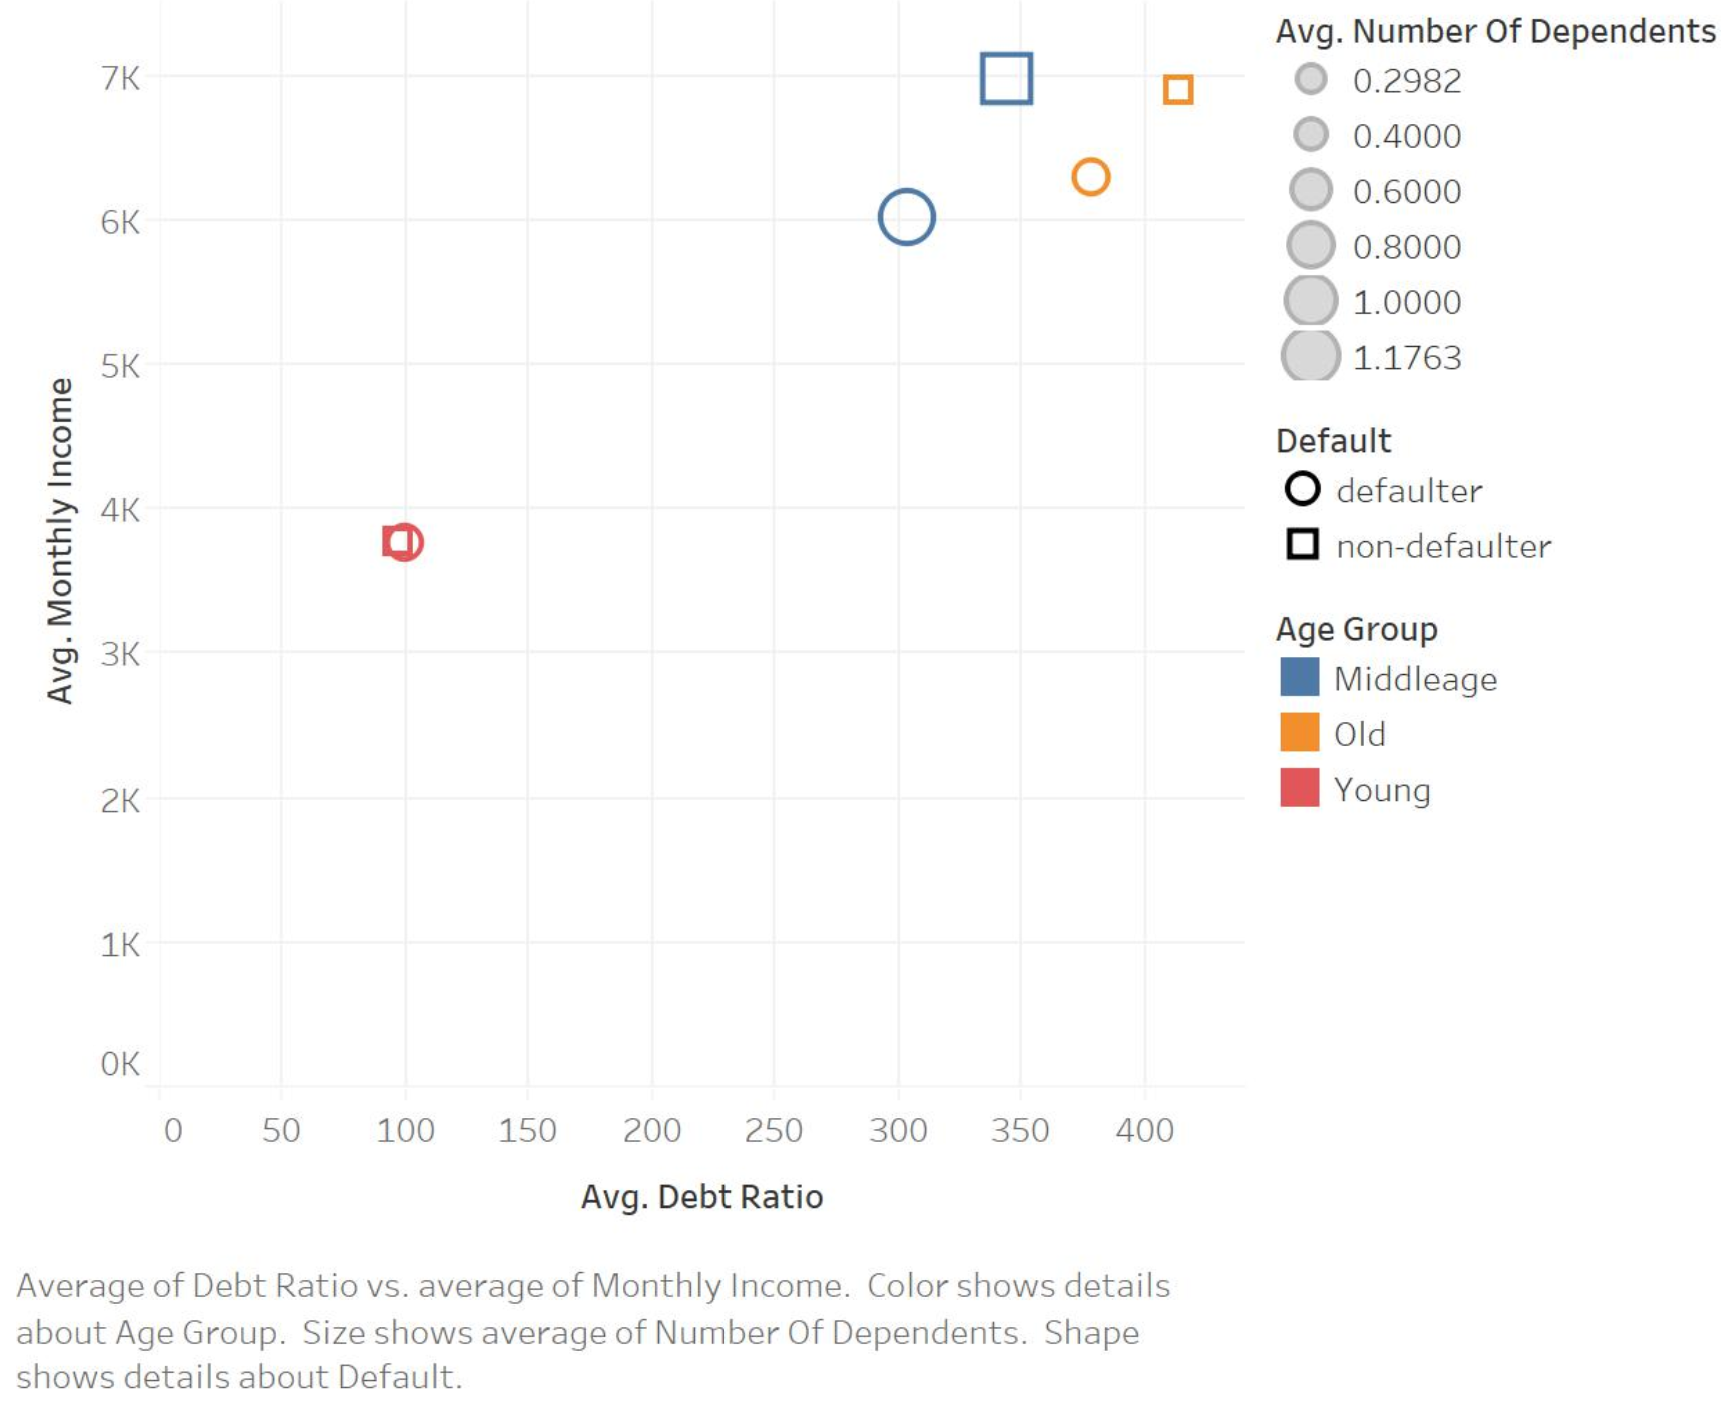 7K
6K
5K
4K
3K
2K
1K
0K
Avg. Monthly Income
0 50 100 150 200 250 300 350 400
Avg. Debt Ratio
Avg. Number Of Dependents
0.2982
0.4000
0.6000
0.8000
1.0000
1.1763
Default
defaulter
non-defaulter
Age Group
Middleage
Old
Young
Average of Debt Ratio vs. average of Monthly Income.  Color shows details
about Age Group.  Size shows average of Number Of Dependents.  Shape
shows details about Default.